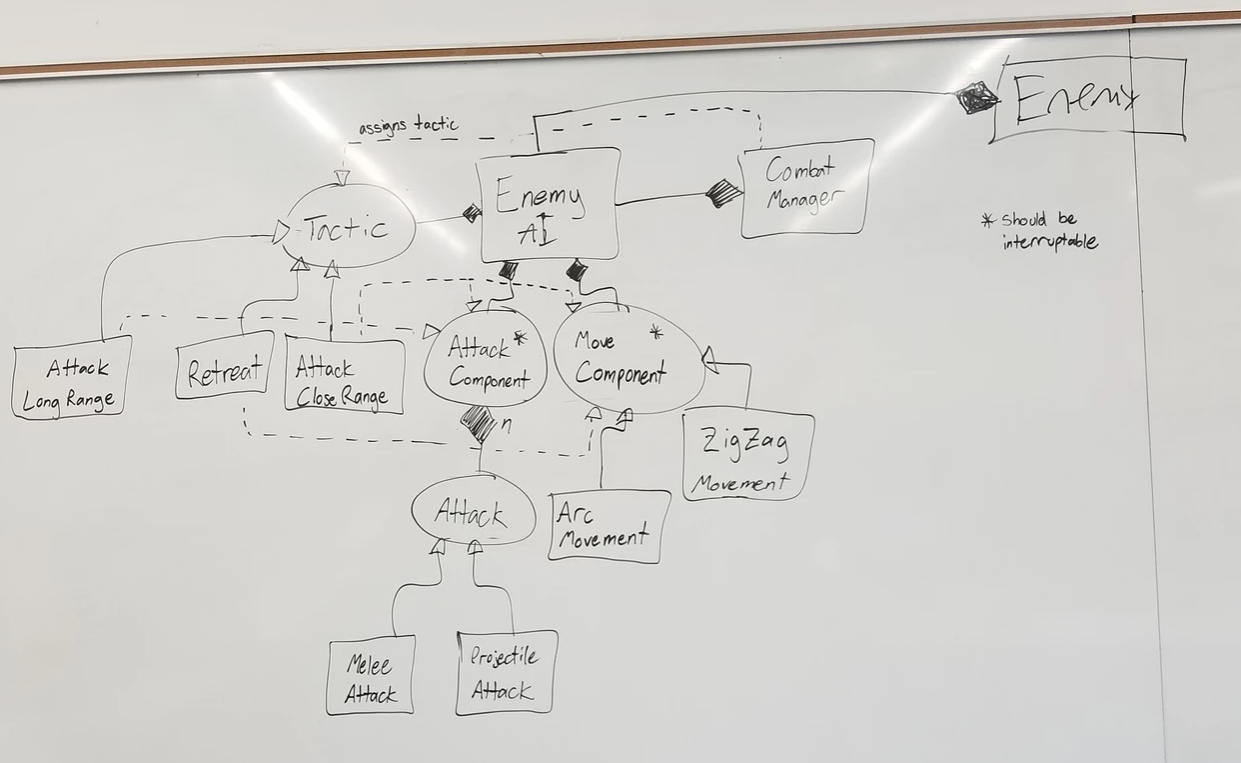 Enemy
assigns tactic
Combat
Manager
Enemy
AI
Tactic
* should be
interruptable
Attack
Long Range
Retreat
Attack
Close Range
Attack*
Component
Move *
Component
n
ZigZag
Movement
Attack
Arc
Movement
Melee
Attack
Projectile
Attack